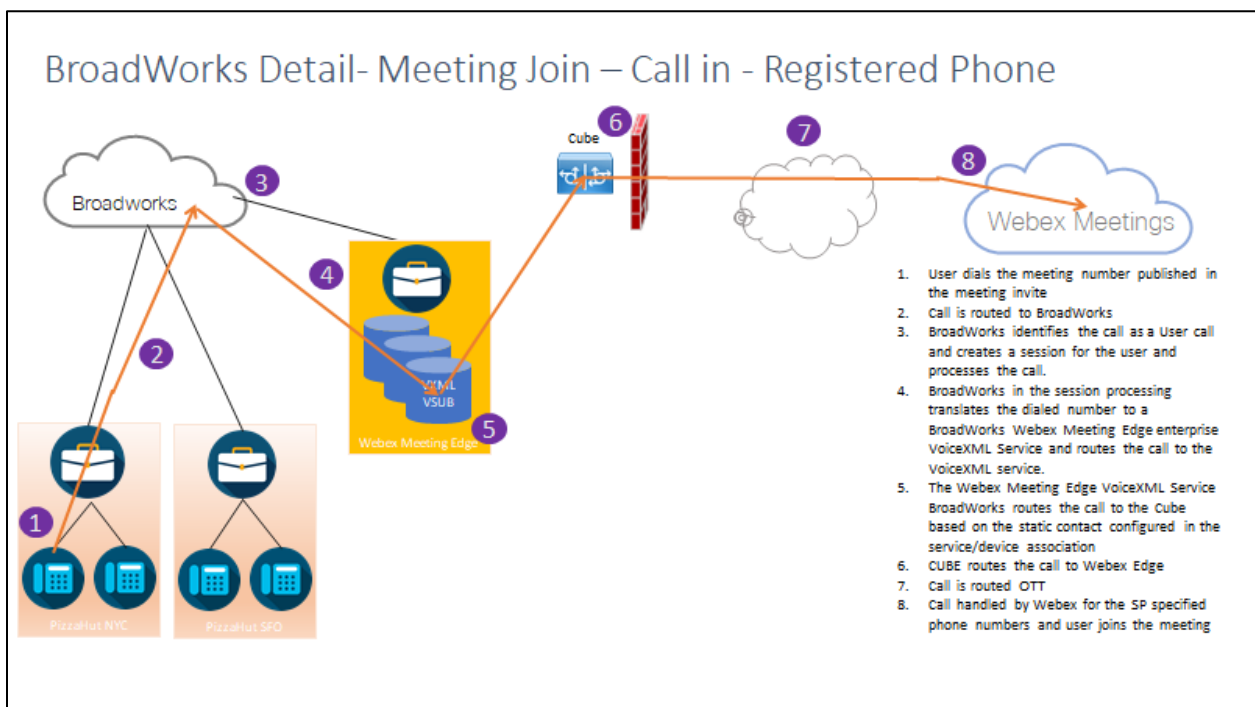 BroadWorks Detail- Meeting Join – Call in - Registered Phone
6
7
Cube
8
3
Broadworks
Webex Meetings
4
2
VXML
VSUB
5
Webex Meeting Edge
1
PizzaHut NYC
PizzaHut SFO
1. User dials the meeting number published in
the meeting invite
2. Call is routed to BroadWorks
3. BroadWorks identifies the call as a User call
and creates a session for the user and
processes the call.
4. BroadWorks in the session processing
translates the dialed number to a
BroadWorks Webex Meeting Edge enterprise
VoiceXML Service and routes the call to the
VoiceXML service.
5. The Webex Meeting Edge VoiceXML Service
BroadWorks routes the call to the Cube
based on the static contact configured in the
service/device association
6. CUBE routes the call to Webex Edge
7. Call is routed OTT
8. Call handled by Webex for the SP specified
phone numbers and user joins the meeting